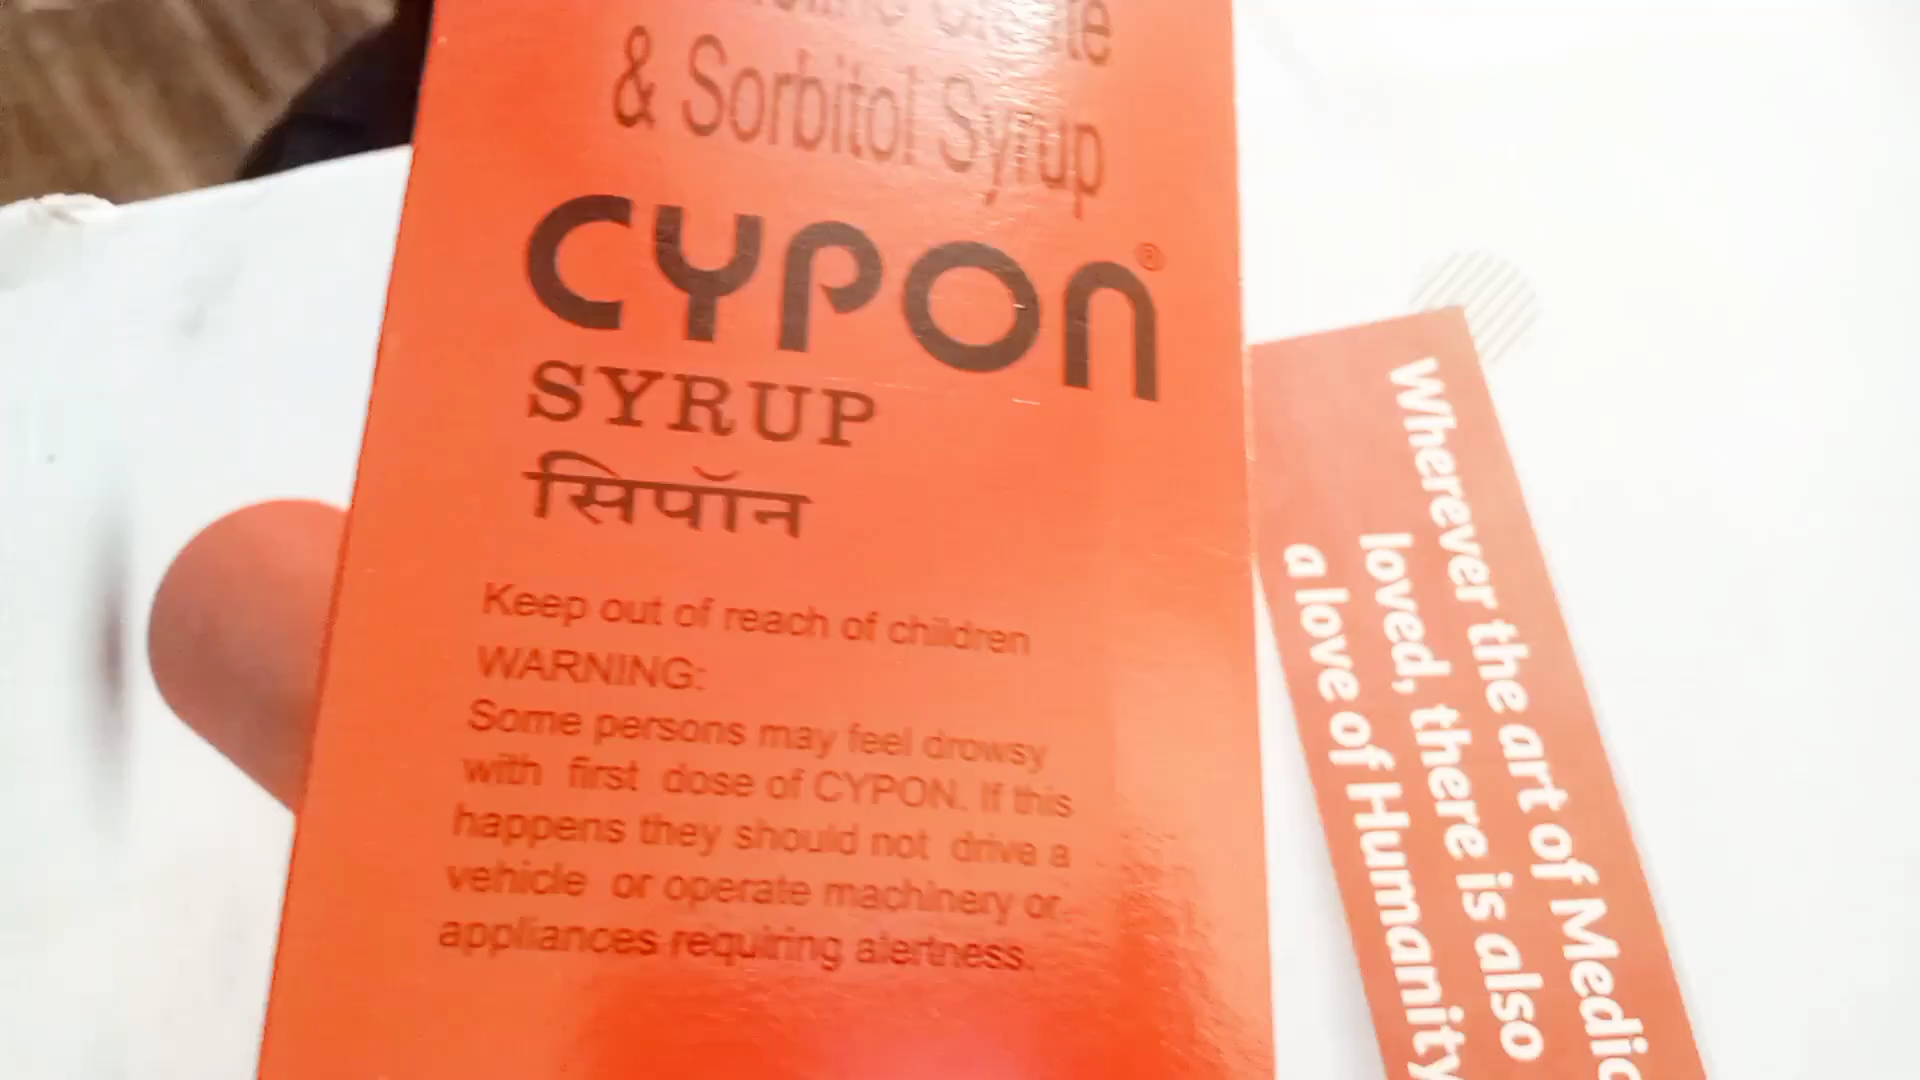 & Sorbitol Syrup
CYPON®
SYRUP
सिपॉन
Keep out of reach of children
WARNING:
Some persons may feel drowsy
with first dose of CYPON. If this
happens they should not drive a
vehicle or operate machinery or
appliances requiring alertness.
Wherever the art of
loved, there is also
a love of Humanity